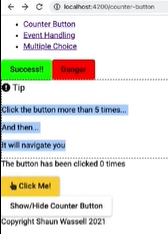 localhost:4200/counter-button
Counter Button
Event Handling
Multiple Choice
Success!! Danger
Tip
Click the button more than 5 times...
And then...
It will navigate you
The button has been clicked 0 times
Click Me!
Show/Hide Counter Button
Copyright Shaun Wassell 2021